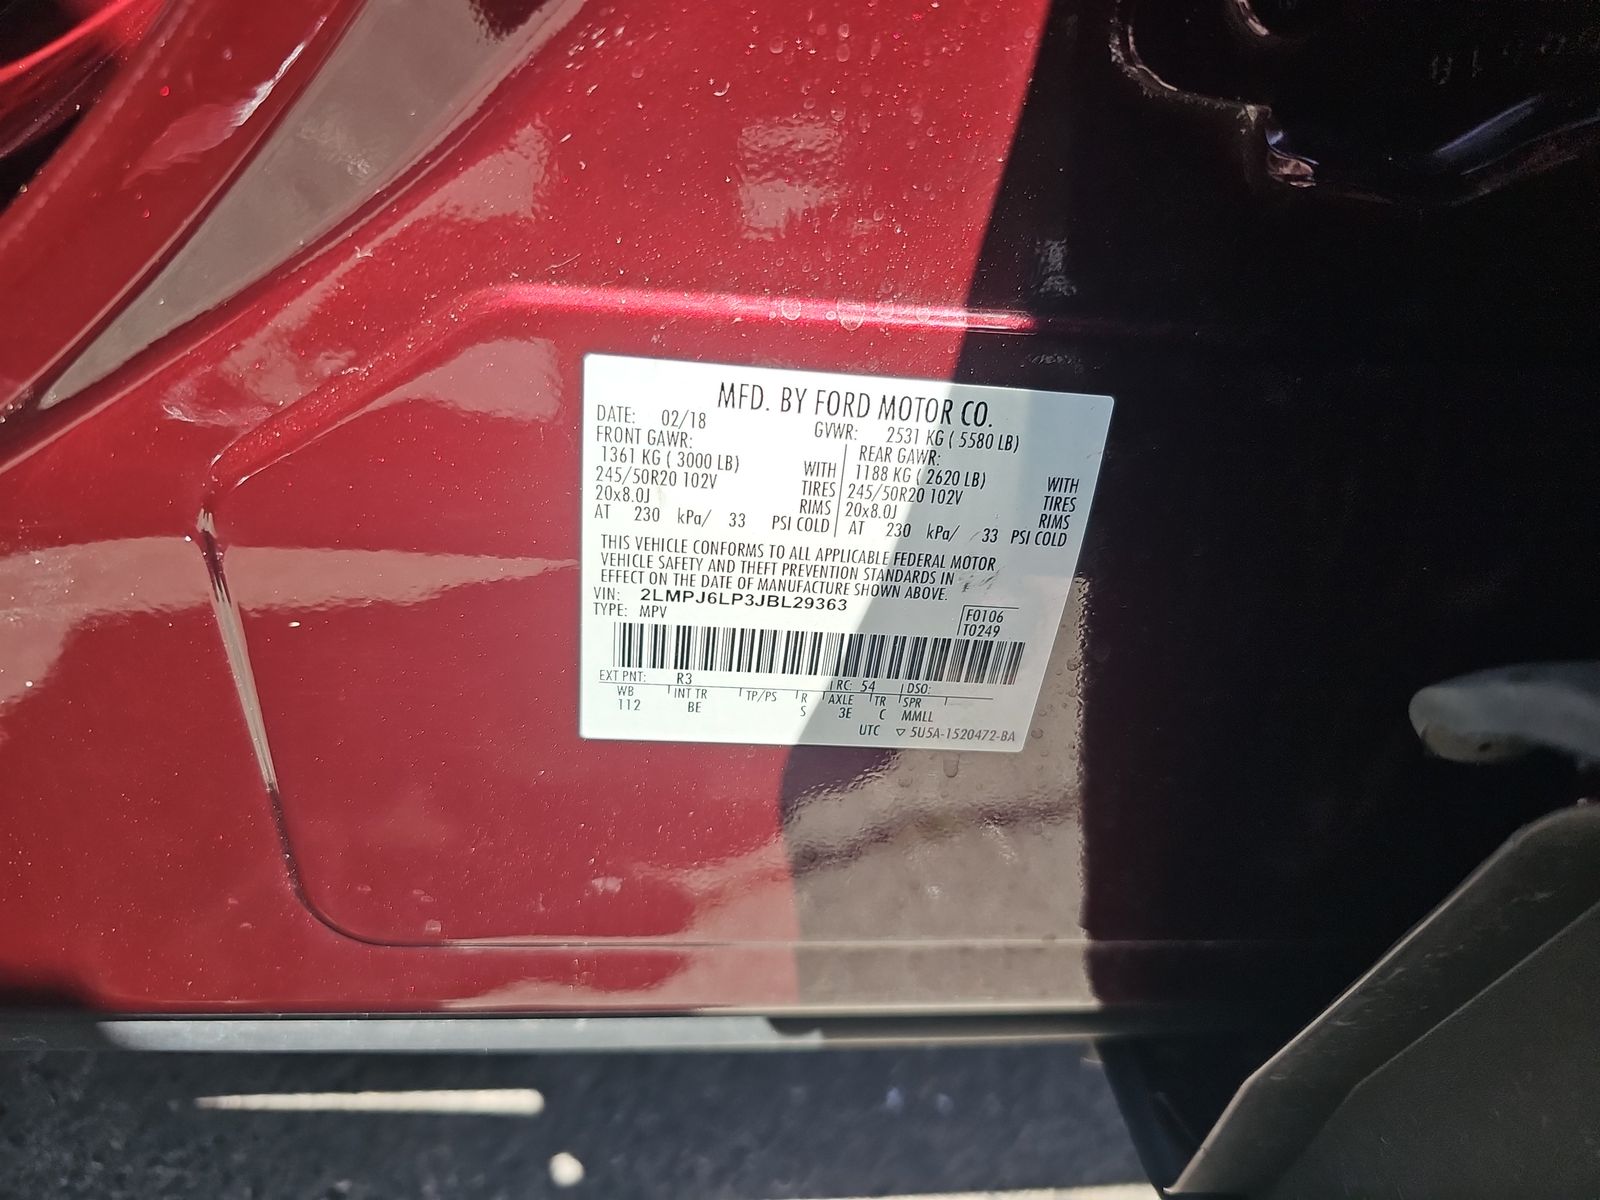 MFD. BY FORD MOTOR CO.
DATE: 02/18 GVWR: 2531 KG ( 5580 LB)
FRONT GAWR: REAR GAWR:
1361 KG ( 3000 LB) WITH 1188 KG ( 2620 LB) WITH
245/50R20 102V TIRES 245/50R20 102V TIRES
20x8.0J RIMS 20x8.0J RIMS
AT 230 kPa/ 33 PSI COLD AT 230 kPa/ 33 PSI COLD
THIS VEHICLE CONFORMS TO ALL APPLICABLE FEDERAL MOTOR
VEHICLE SAFETY AND THEFT PREVENTION STANDARDS IN
EFFECT ON THE DATE OF MANUFACTURE SHOWN ABOVE.
VIN: 2LMPJ6LP3JBL29363
TYPE: MPV F0106
T0249
EXT PNT: R3 RC: 54 DSO:
WB INT TR TP/PS R AXLE TR SPR
112 BE S 3E C MMLL
UTC ▽ 5U5A-1520472-BA